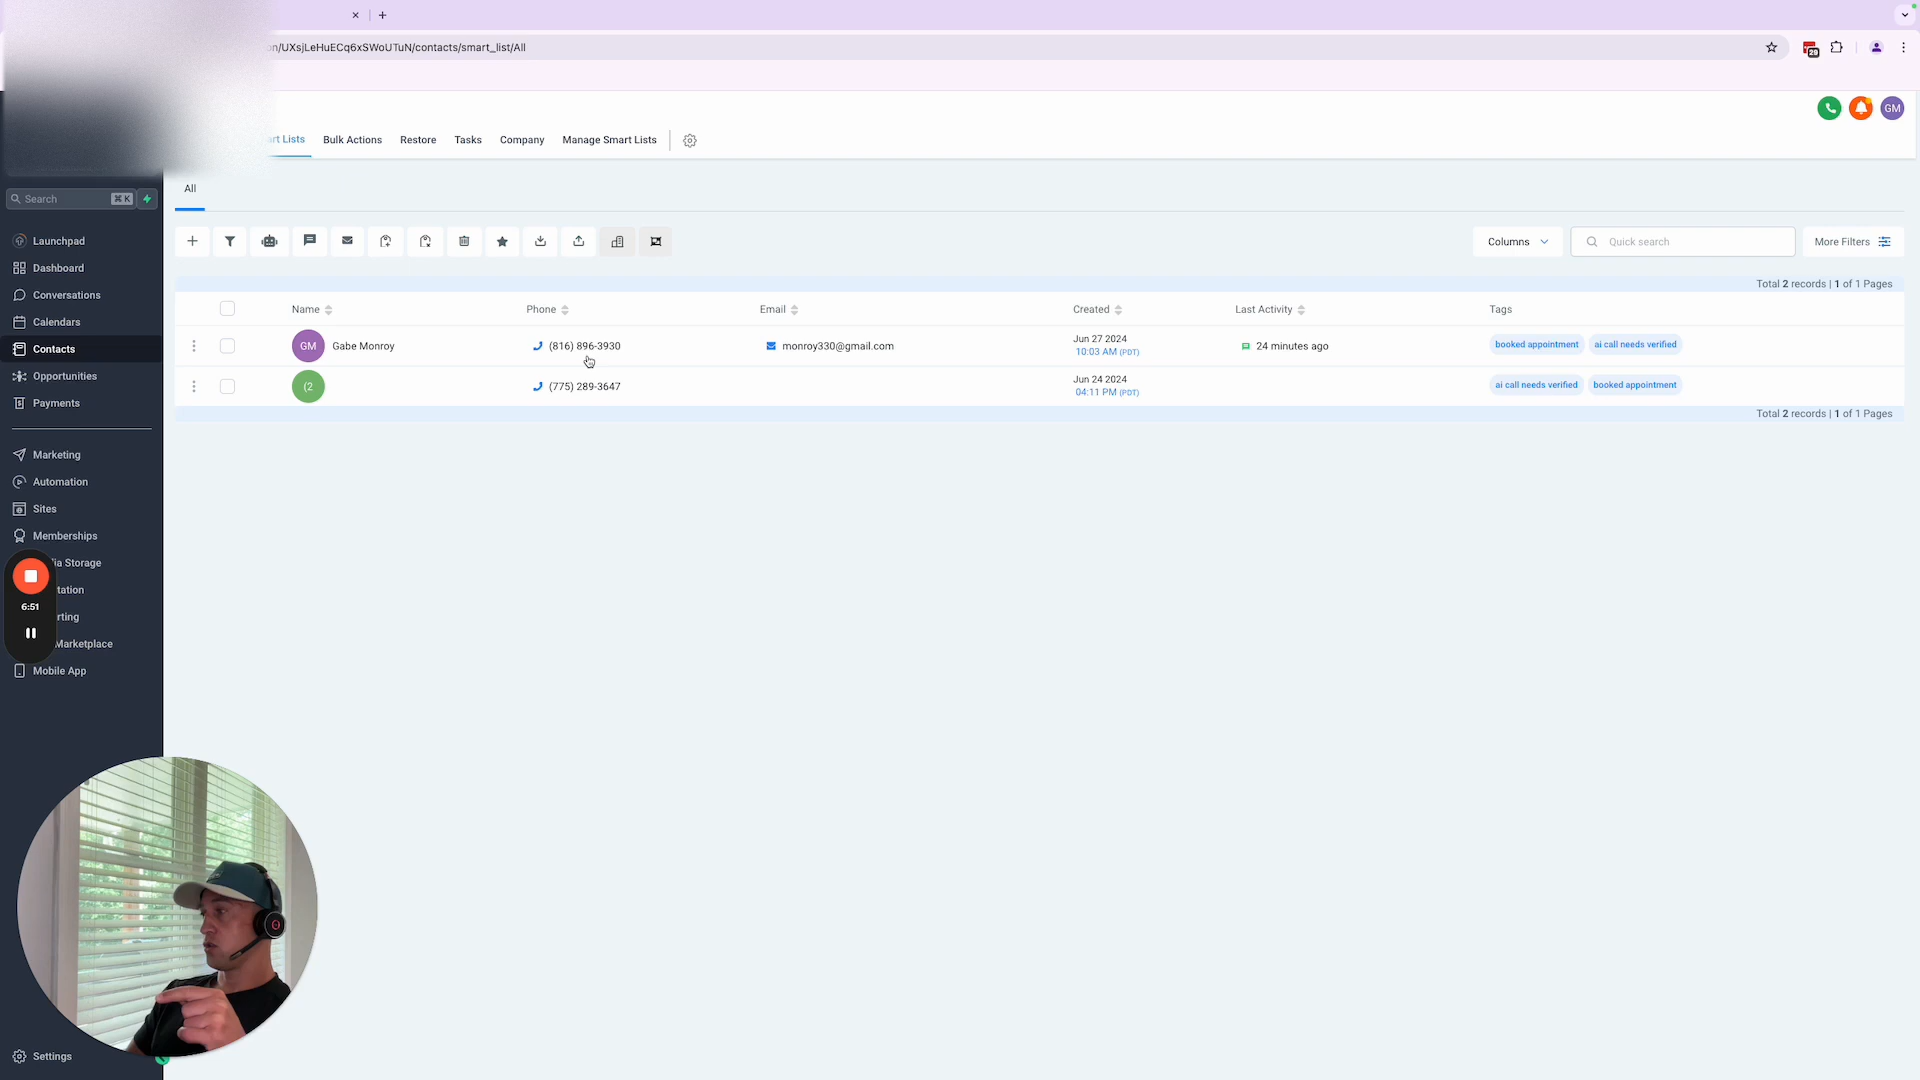 n/UXsjLeHuECq6xSWoUTuN/contacts/smart_list/All
29
GM
art Lists Bulk Actions Restore Tasks Company Manage Smart Lists
Search ⌘ K
All
Columns Quick search More Filters
Total 2 records | 1 of 1 Pages
Name Phone Email Created Last Activity Tags
GM Gabe Monroy (816) 896-3930 monroy330@gmail.com Jun 27 2024 10:03 AM (PDT) 24 minutes ago booked appointment ai call needs verified
(2 (775) 289-3647 Jun 24 2024 04:11 PM (PDT) ai call needs verified booked appointment
Total 2 records | 1 of 1 Pages
Launchpad
Dashboard
Conversations
Calendars
Contacts
Opportunities
Payments
Marketing
Automation
Sites
Memberships
ia Storage
tation
rting
Marketplace
Mobile App
6:51
Settings